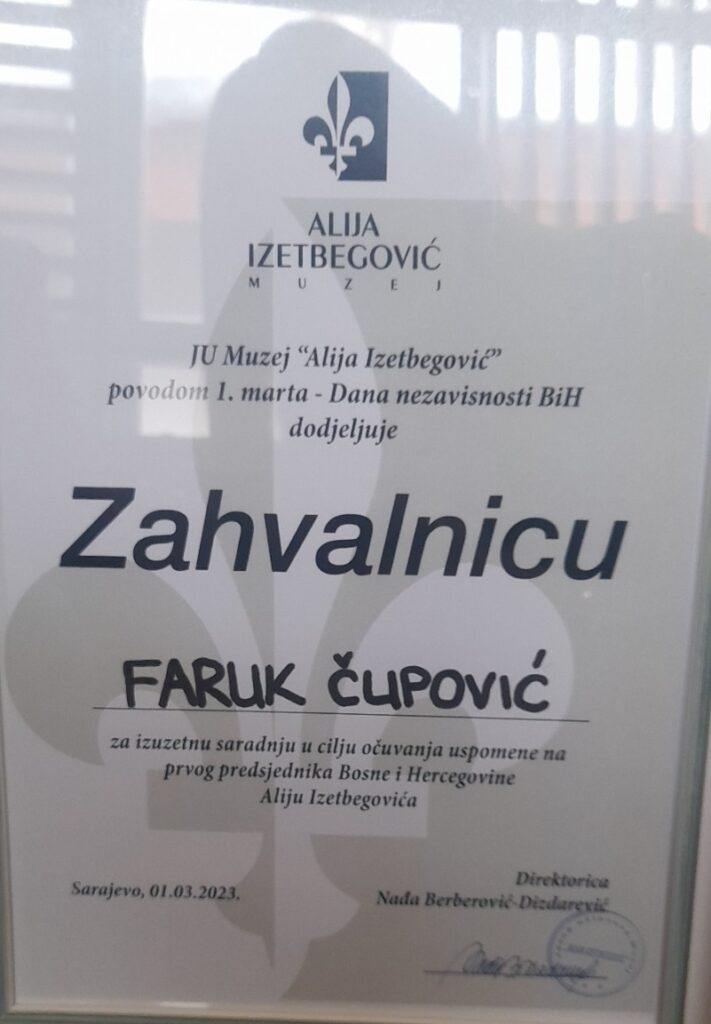 ALIJA
IZETBEGOVIĆ
MUZEJ
JU Muzej “Alija Izetbegović”
povodom 1. marta - Dana nezavisnosti BiH
dodjeljuje
Zahvalnicu
FARUK ČUPOVIĆ
za izuzetnu saradnju u cilju očuvanja uspomene na
prvog predsjednika Bosne i Hercegovine
Aliju Izetbegovića
Direktorica
Sarajevo, 01.03.2023.
Nađa Berberović-Dizdarević